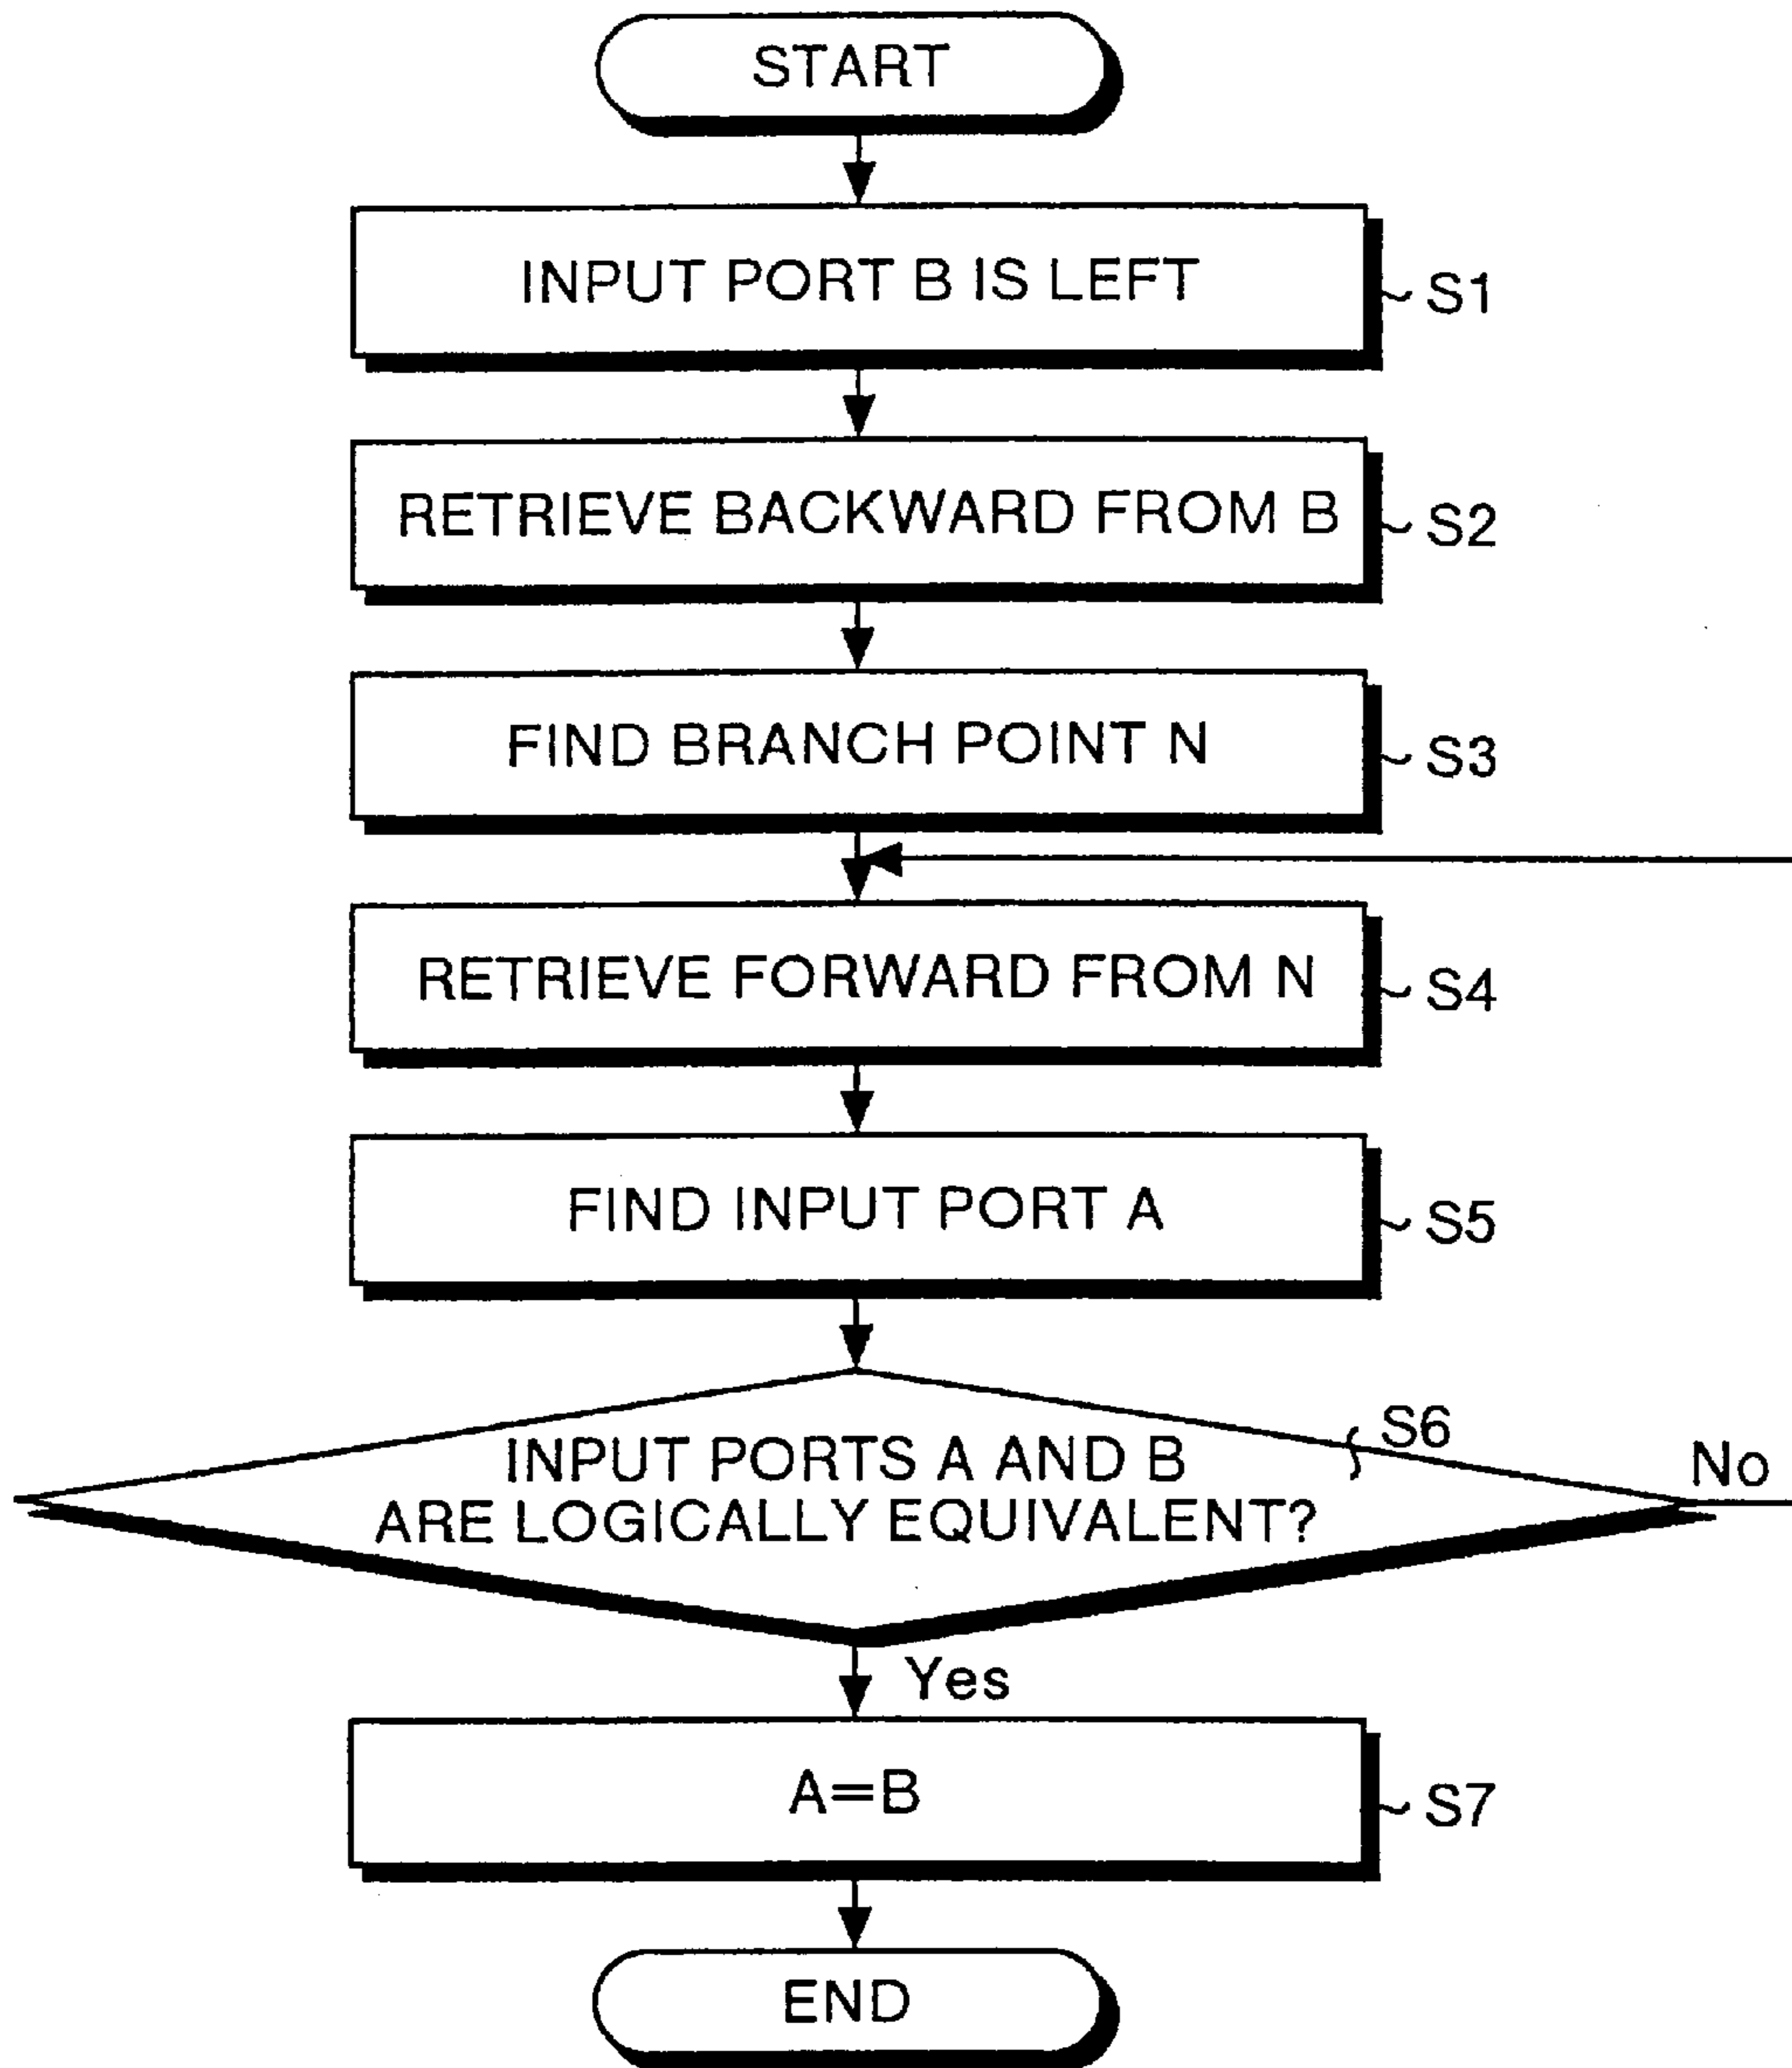 START
INPUT PORT B IS LEFT
S1
RETRIEVE BACKWARD FROM B
S2
FIND BRANCH POINT N
S3
RETRIEVE FORWARD FROM N
S4
FIND INPUT PORT A
S5
S6
INPUT PORTS A AND B
ARE LOGICALLY EQUIVALENT?
No
Yes
A=B
S7
END